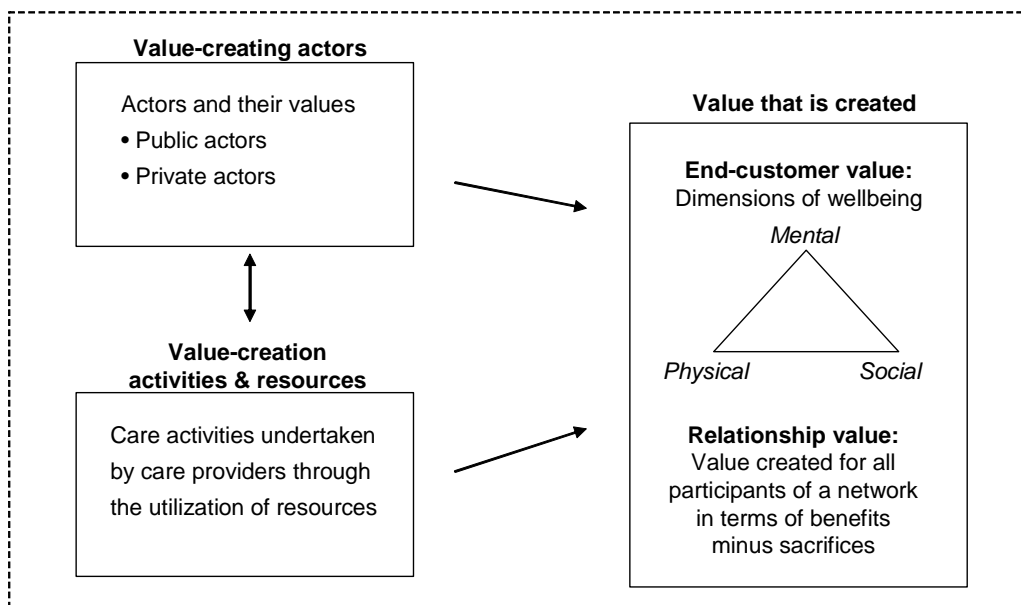 Value-creating actors
Actors and their values
• Public actors
• Private actors
Value-creation
activities & resources
Care activities undertaken
by care providers through
the utilization of resources
Value that is created
End-customer value:
Dimensions of wellbeing
Mental
Physical
Social
Relationship value:
Value created for all
participants of a network
in terms of benefits
minus sacrifices